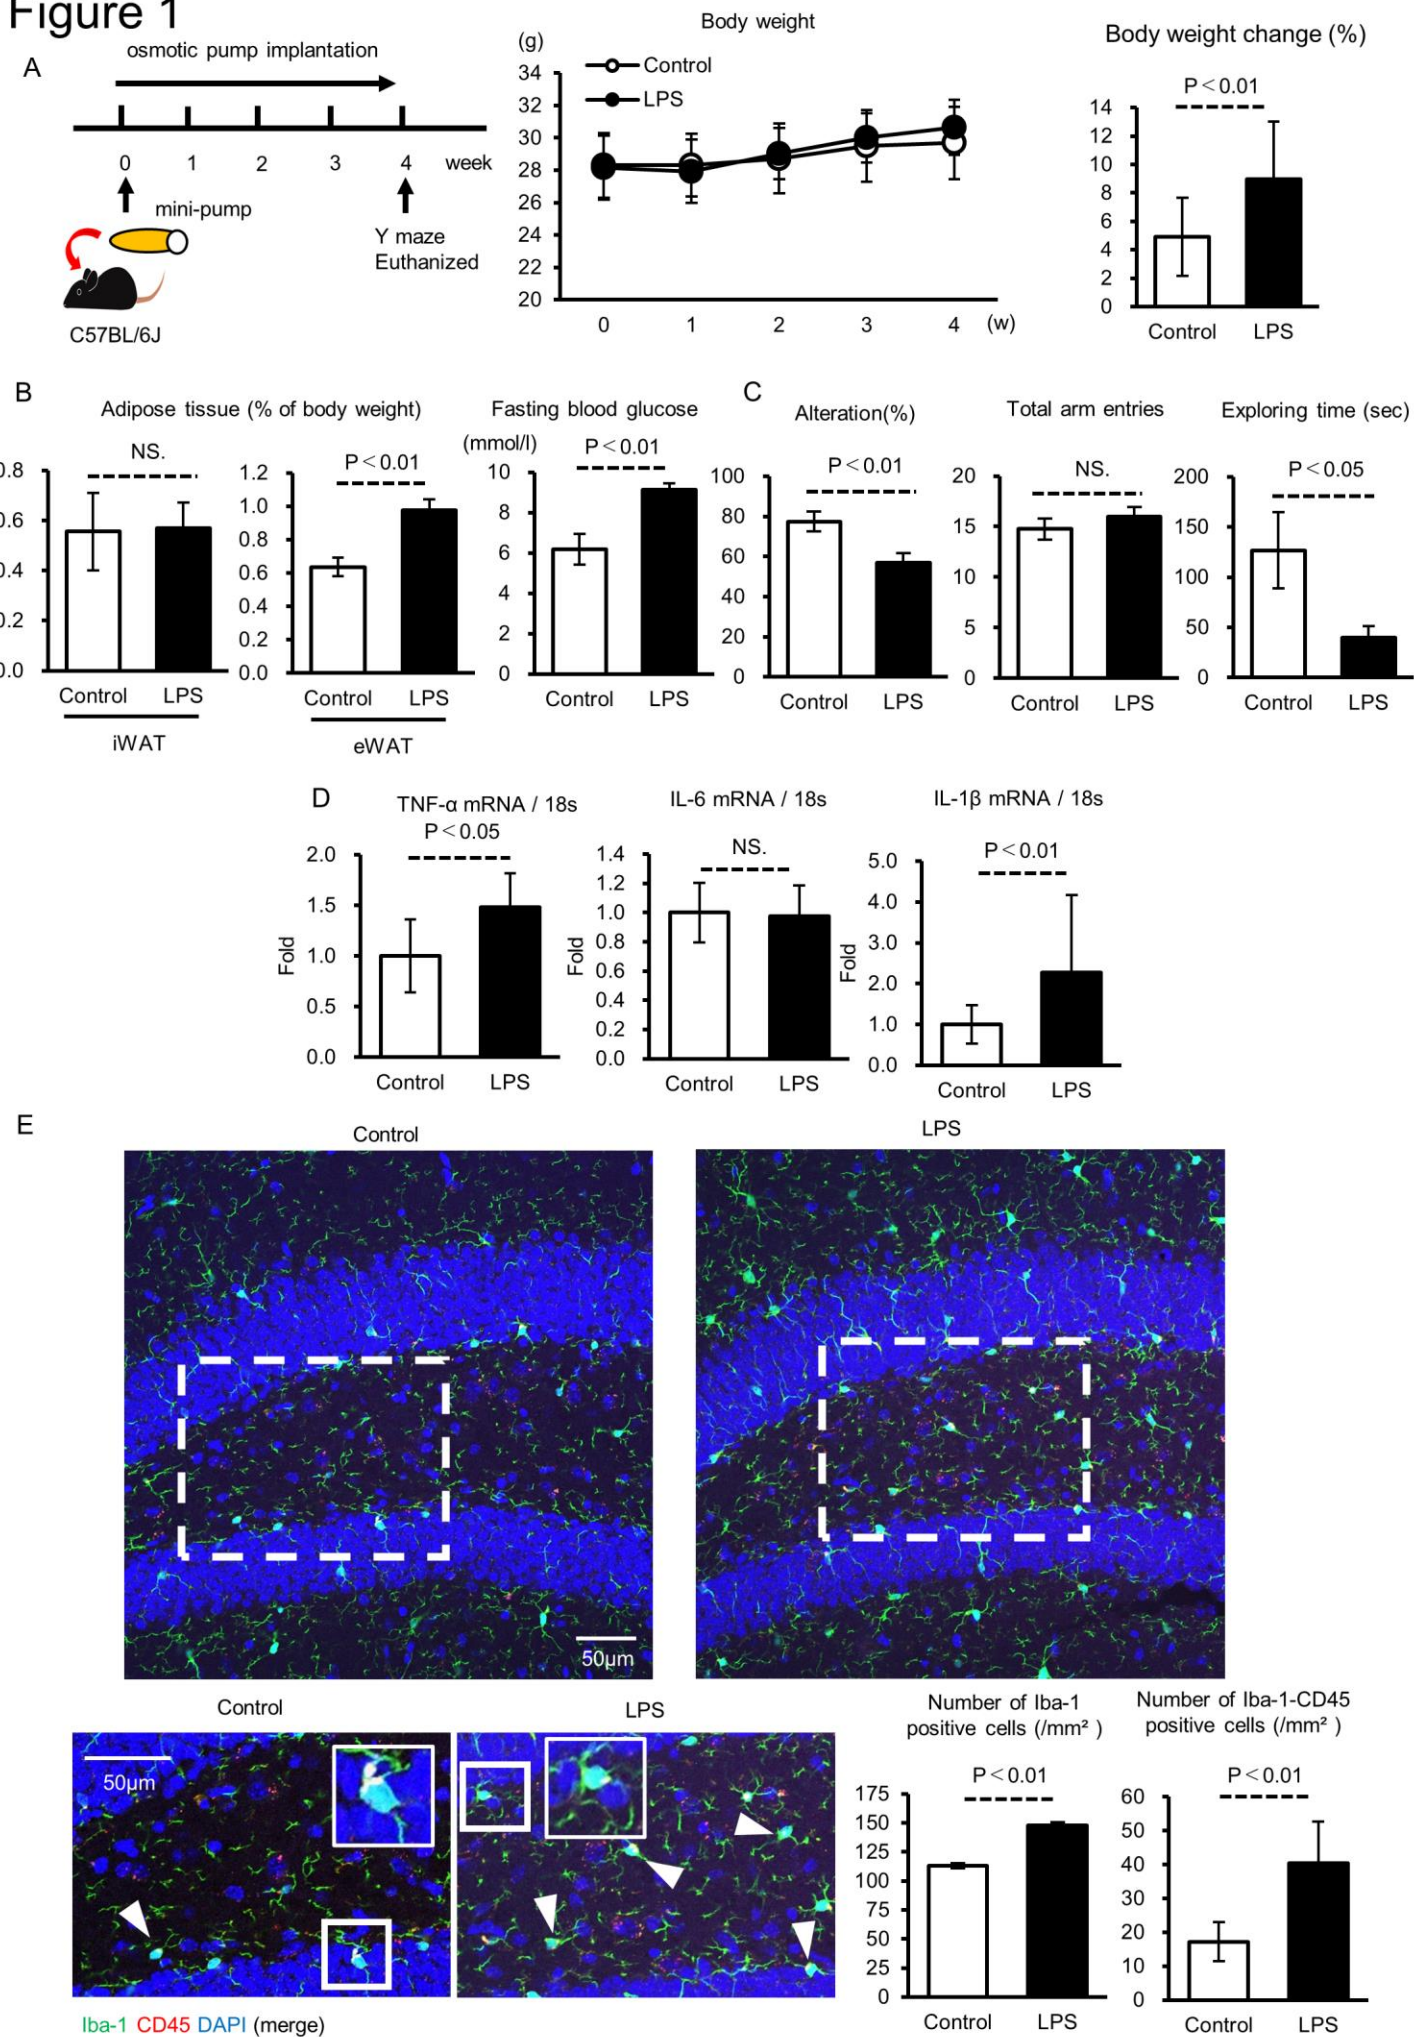 Figure 1
A
osmotic pump implantation
0 1 2 3 4 week
mini-pump
Y maze
Euthanized
C57BL/6J
Body weight
(g)
Control
LPS
34
32
30
28
26
24
22
20
0 1 2 3 4 (w)
Body weight change (%)
P<0.01
14
12
10
8
6
4
2
0
Control LPS
B
Adipose tissue (% of body weight)
NS.
0.8
0.6
0.4
0.2
0.0
Control LPS
iWAT
P<0.01
1.2
1.0
0.8
0.6
0.4
0.2
0.0
Control LPS
eWAT
Fasting blood glucose
(mmol/l)
P<0.01
10
8
6
4
2
0
Control LPS
C
Alteration(%)
P<0.01
100
80
60
40
20
0
Control LPS
Total arm entries
NS.
20
15
10
5
0
Control LPS
Exploring time (sec)
P<0.05
200
150
100
50
0
Control LPS
D
TNF-α mRNA / 18s
P<0.05
2.0
1.5
1.0
0.5
0.0
Fold
Control LPS
IL-6 mRNA / 18s
NS.
1.4
1.2
1.0
0.8
0.6
0.4
0.2
0.0
Fold
Control LPS
IL-1β mRNA / 18s
P<0.01
5.0
4.0
3.0
2.0
1.0
0.0
Fold
Control LPS
E
Control
LPS
50μm
Control
LPS
50μm
Iba-1 CD45 DAPI (merge)
Number of Iba-1
positive cells (/mm² )
P<0.01
175
150
125
100
75
50
25
0
Control LPS
Number of Iba-1-CD45
positive cells (/mm² )
P<0.01
60
50
40
30
20
10
0
Control LPS